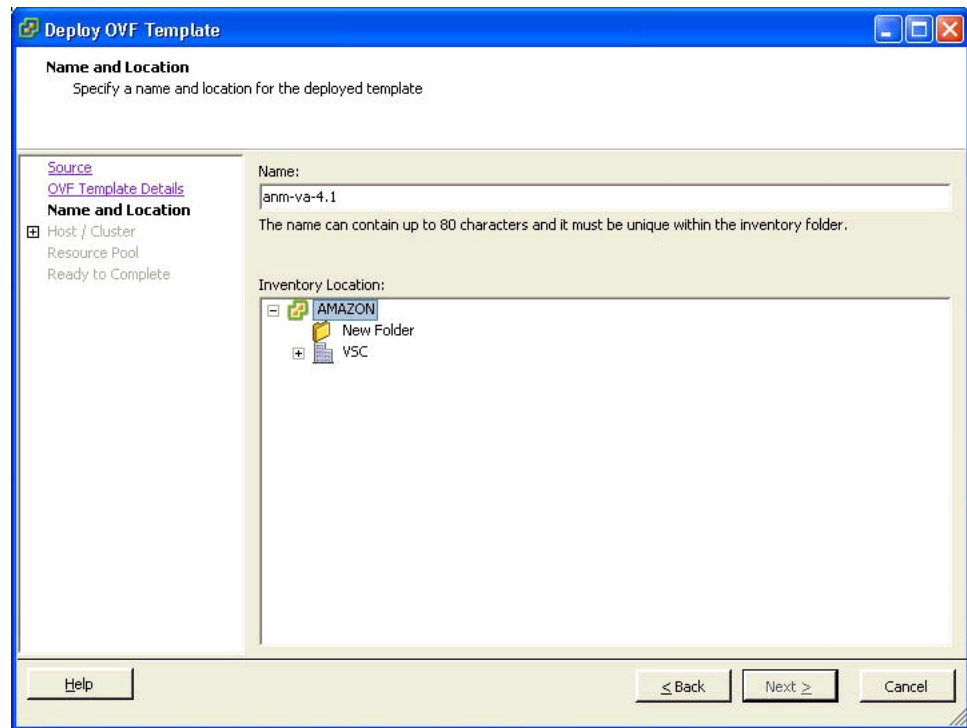 Deploy OVF Template
Name and Location
Specify a name and location for the deployed template
Source
OVF Template Details
Name and Location
Host / Cluster
Resource Pool
Ready to Complete
Name:
anm-va-4.1
The name can contain up to 80 characters and it must be unique within the inventory folder.
Inventory Location:
AMAZON
New Folder
VSC
Help
< Back
Next >
Cancel